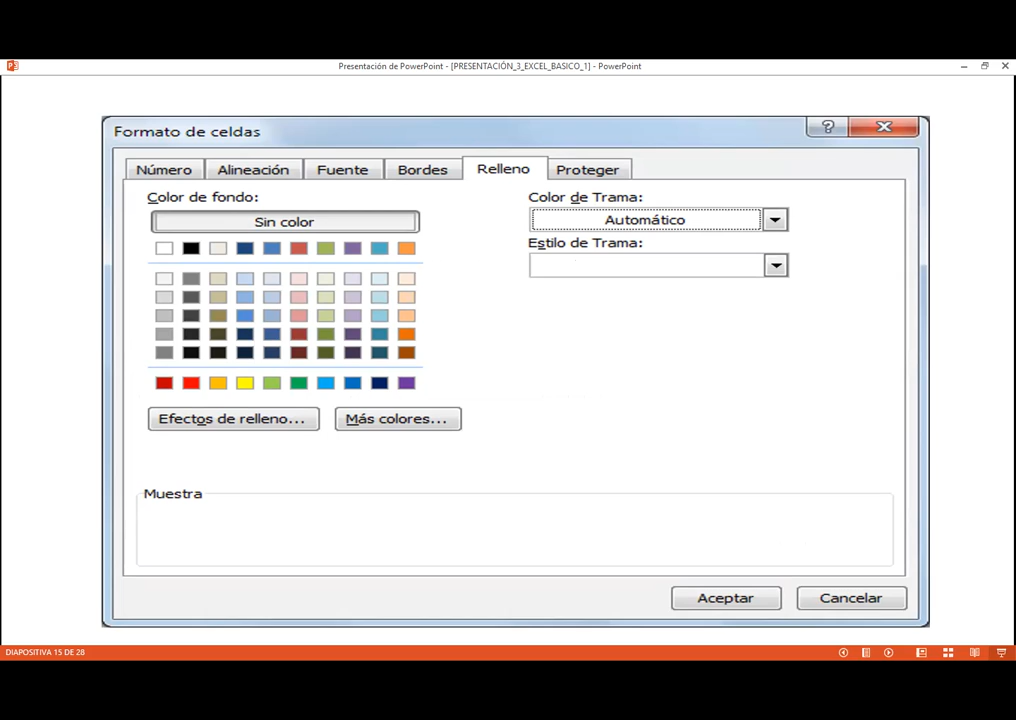 Presentación de PowerPoint - [PRESENTACIÓN_3_EXCEL_BASICO_1] - PowerPoint
Formato de celdas
Número Alineación Fuente Bordes Relleno Proteger
Color de fondo:
Sin color
Color de Trama:
Automático
Estilo de Trama:
Efectos de relleno...
Más colores...
Muestra
Aceptar
Cancelar
DIAPOSITIVA 15 DE 28